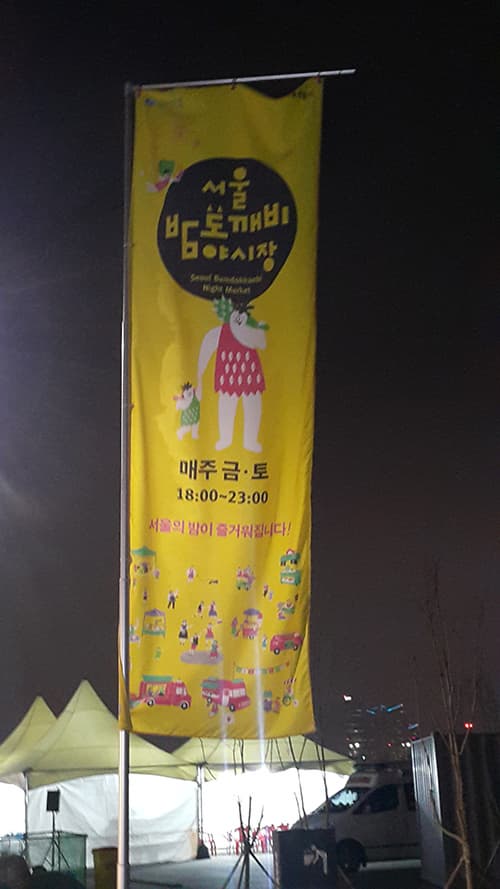 서울
밤도깨비
야시장
Seoul Bamdokkaebi
Night Market
매주 금·토
18:00~23:00
서울의 밤이 즐거워집니다!